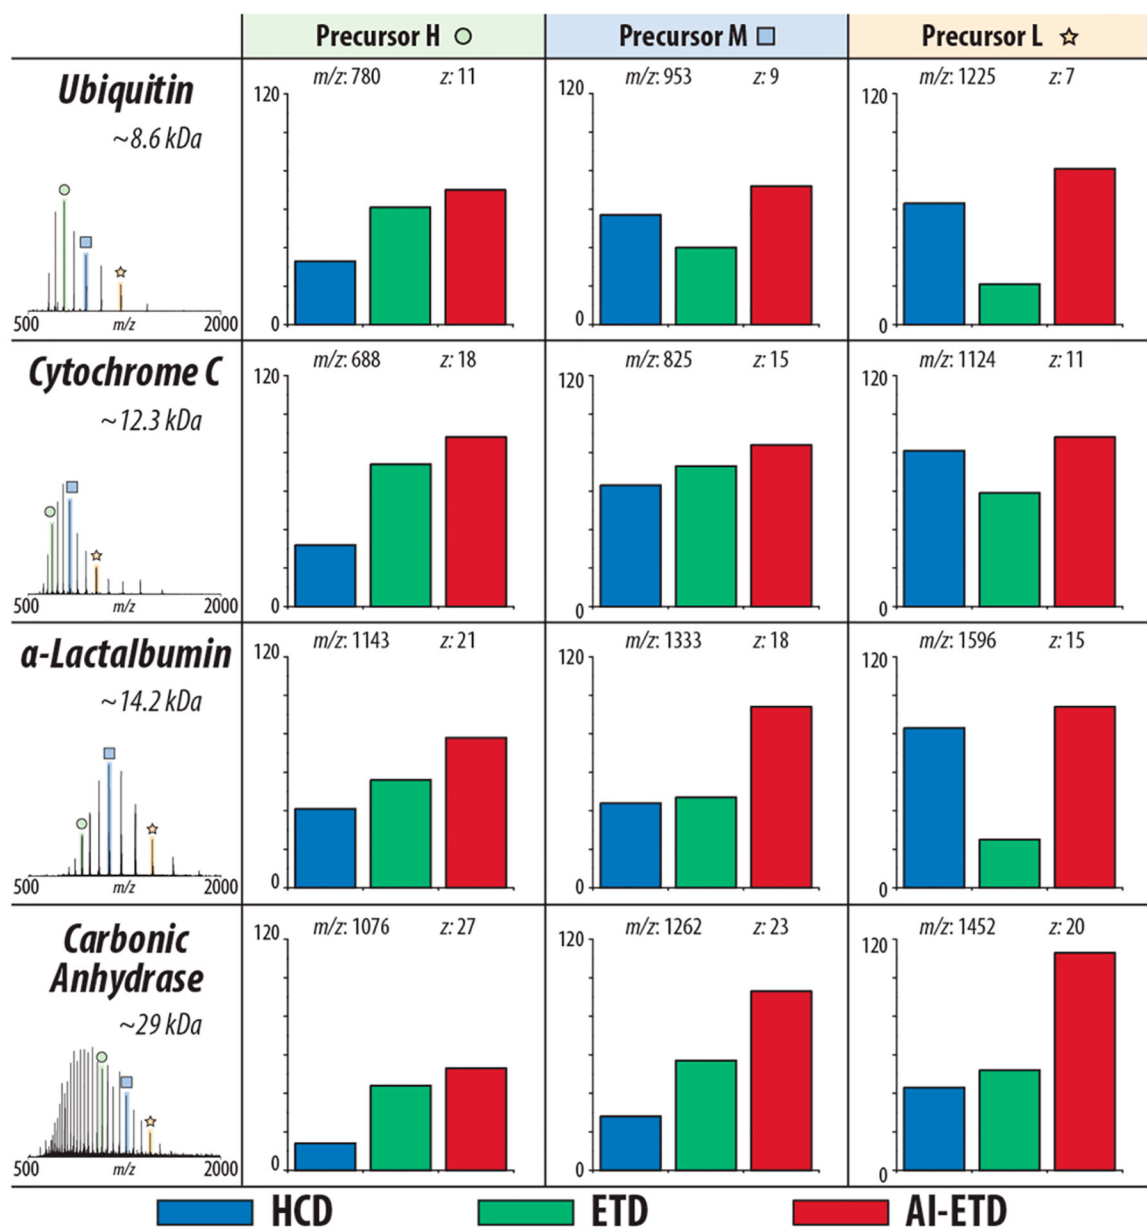 Precursor H Precursor M Precursor L
Ubiquitin
~8.6 kDa
500 m/z 2000
m/z: 780 z: 11
120
0
m/z: 953 z: 9
120
0
m/z: 1225 z: 7
120
0
Cytochrome C
~12.3 kDa
500 m/z 2000
m/z: 688 z: 18
120
0
m/z: 825 z: 15
120
0
m/z: 1124 z: 11
120
0
α-Lactalbumin
~14.2 kDa
500 m/z 2000
m/z: 1143 z: 21
120
0
m/z: 1333 z: 18
120
0
m/z: 1596 z: 15
120
0
Carbonic
Anhydrase
~29 kDa
500 m/z 2000
m/z: 1076 z: 27
120
0
m/z: 1262 z: 23
120
0
m/z: 1452 z: 20
120
0
HCD ETD AI-ETD